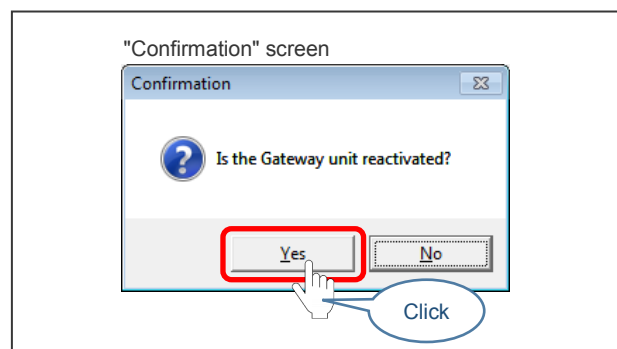 "Confirmation" screen
Confirmation
Is the Gateway unit reactivated?
Yes
No
Click